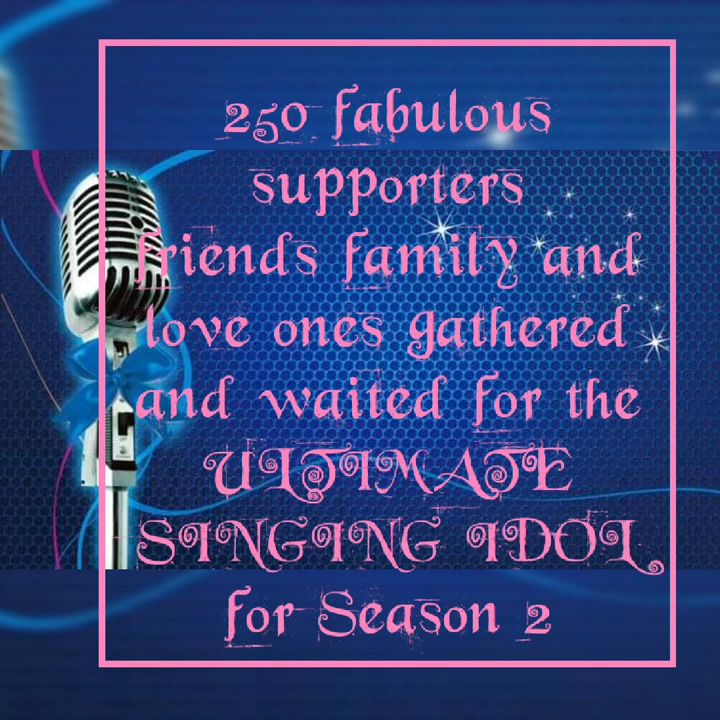 250 fabulous
supporters
friends family and
love ones gathered
and waited for the
ULTIMATE
SINGING IDOL
for Season 2